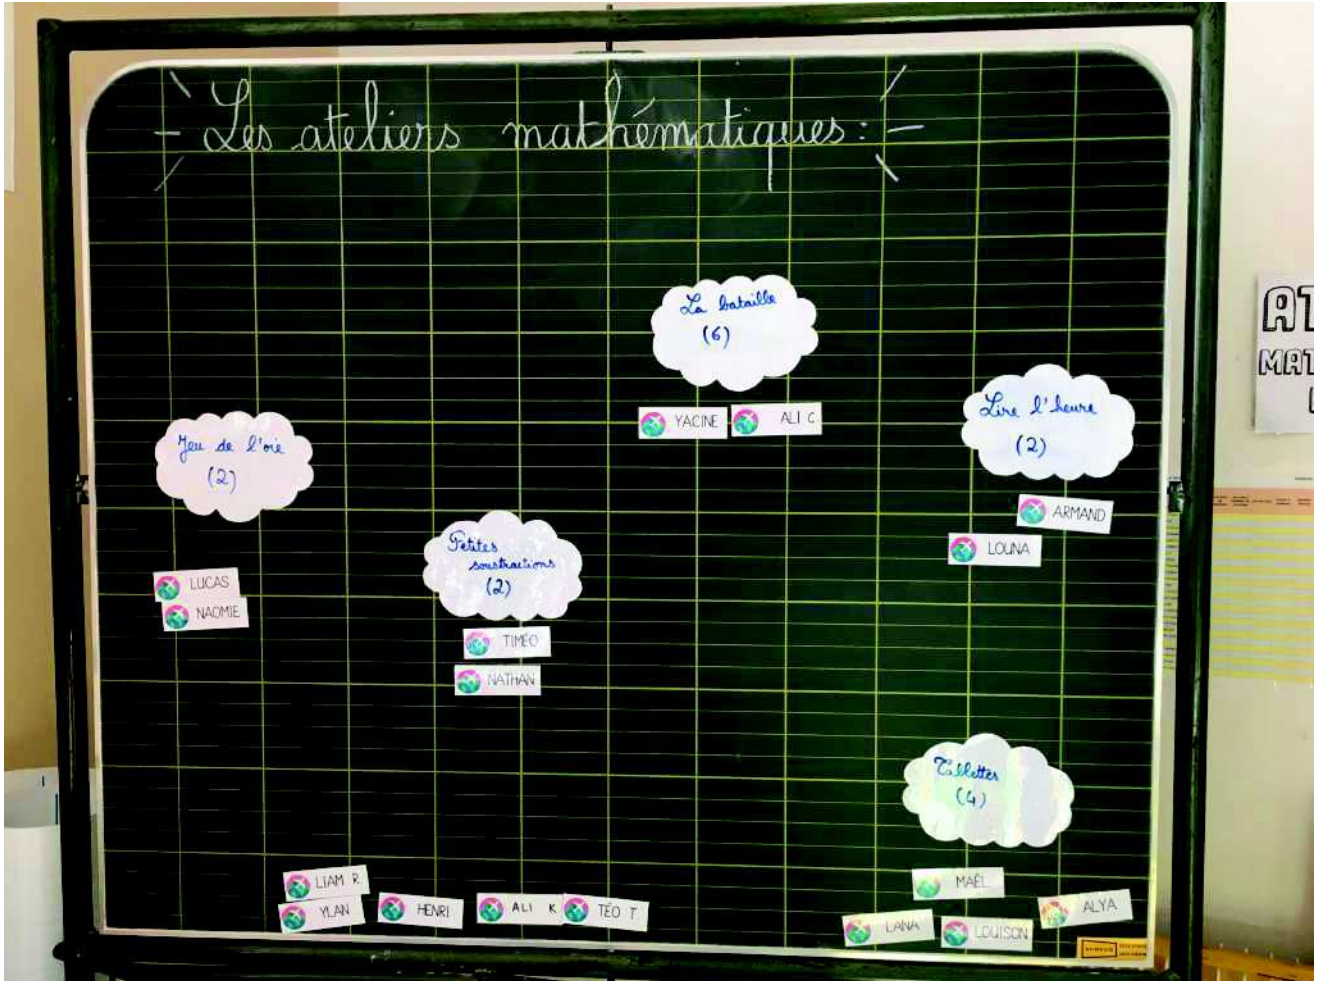 Les ateliers mathématiques :
La bataille
(6)
YACINE
ALI C
Lire l'heure
(2)
ARMAND
LOUNA
Jeu de l'oie
(2)
LUCAS
NAOMIE
Petites
soustractions
(2)
TIMÉO
NATHAN
Tablettes
(4)
MAËL
ALYA
LANA
LOUISON
LIAM R
YLAN
HENRI
ALI K
TÉO T
AT
MAT